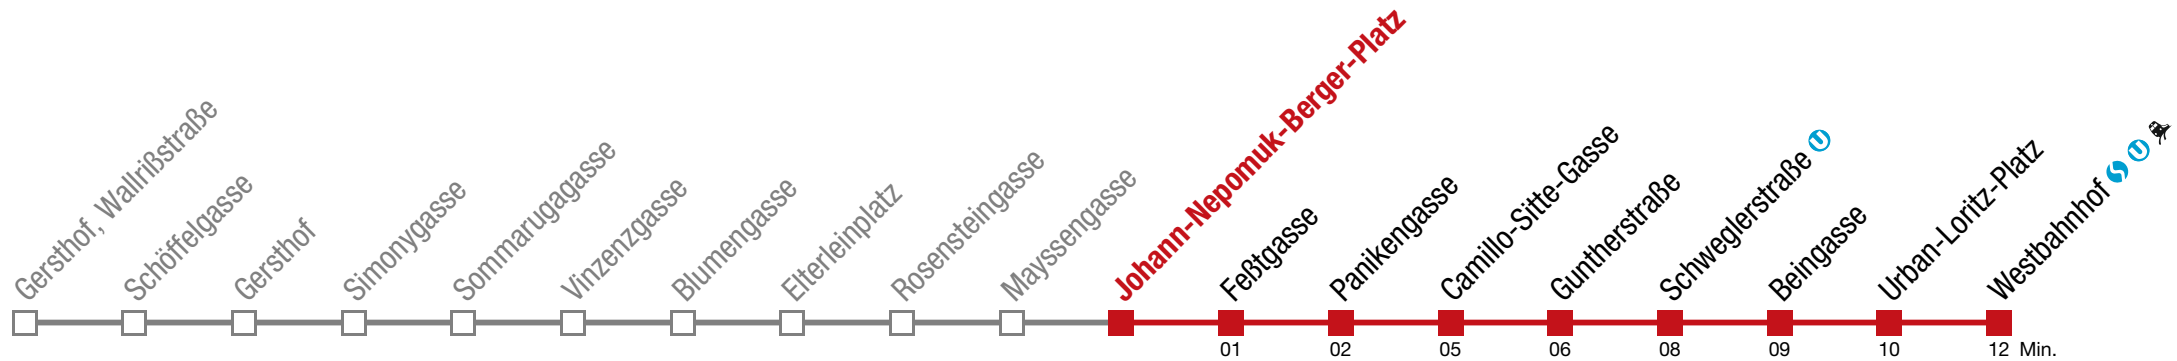 Gersthof, Wallrißstraße
Schöffelgasse
Gersthof
Simonygasse
Sommarugagasse
Vinzenzgasse
Blumengasse
Elterleinplatz
Rosensteingasse
Mayssengasse
Johann-Nepomuk-Berger-Platz
Feßtgasse
Panikengasse
Camillo-Sitte-Gasse
Guntherstraße
Schweglerstraße U
Beingasse
Urban-Loritz-Platz
Westbahnhof S U
01 02 05 06 08 09 10 12 Min.